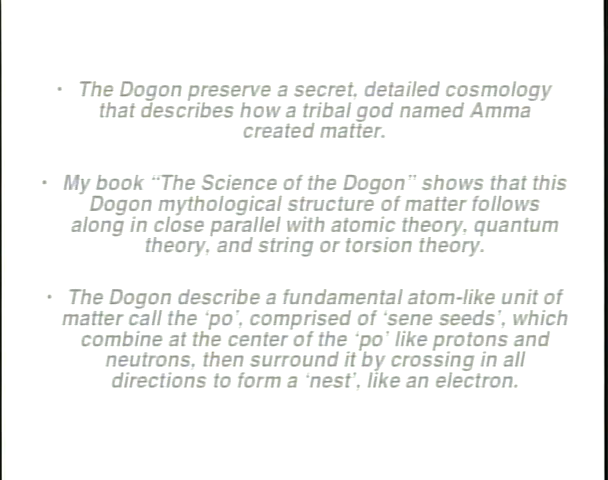 • The Dogon preserve a secret, detailed cosmology
that describes how a tribal god named Amma
created matter.
• My book “The Science of the Dogon” shows that this
Dogon mythological structure of matter follows
along in close parallel with atomic theory, quantum
theory, and string or torsion theory.
• The Dogon describe a fundamental atom-like unit of
matter call the ‘po’, comprised of ‘sene seeds’, which
combine at the center of the ‘po’ like protons and
neutrons, then surround it by crossing in all
directions to form a ‘nest’, like an electron.